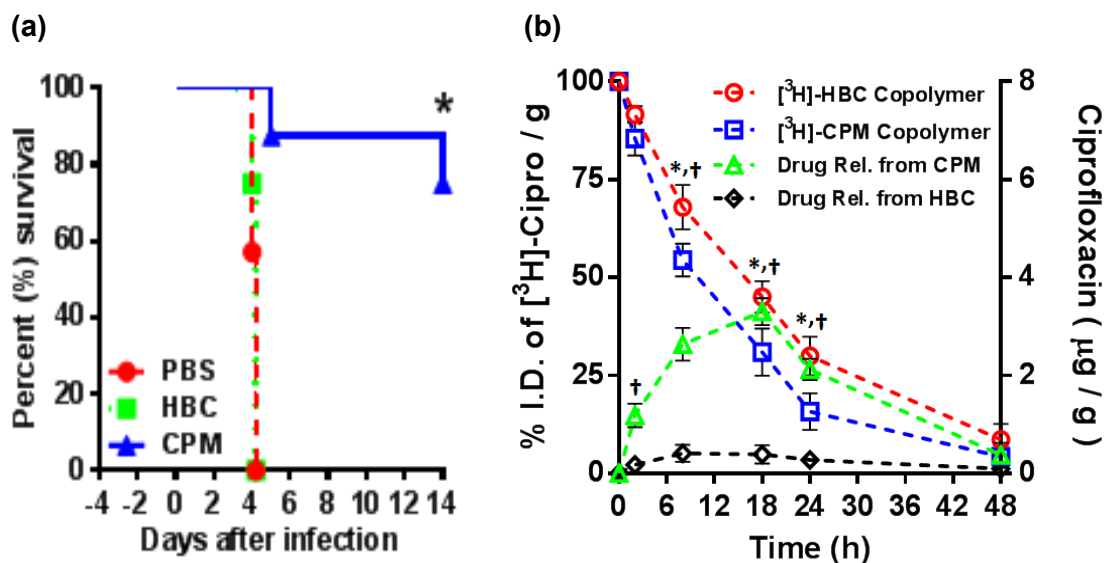 (a)
Percent (%) survival
100
80
60
40
20
0
*
PBS
HBC
CPM
-4 -2 0 2 4 6 8 10 12 14
Days after infection
(b)
% I.D. of [³H]-Cipro / g
100
75
50
25
0
[³H]-HBC Copolymer
[³H]-CPM Copolymer
Drug Rel. from CPM
Drug Rel. from HBC
†
*,†
*,†
*,†
8
6
4
2
0
Ciprofloxacin ( µg / g )
0 6 12 18 24 30 36 42 48
Time (h)